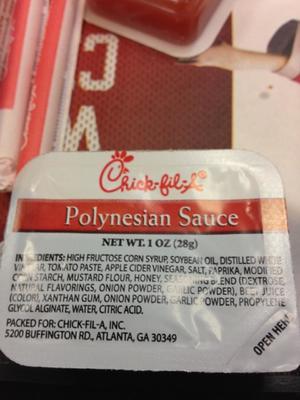 Chick-fil-A®
Polynesian Sauce
NET WT. 1 OZ (28g)
INGREDIENTS: HIGH FRUCTOSE CORN SYRUP, SOYBEAN OIL, DISTILLED WHITE
VINEGAR, TOMATO PASTE, APPLE CIDER VINEGAR, SALT, PAPRIKA, MODIFIED
CORN STARCH, MUSTARD FLOUR, HONEY, SEASONING BLEND (DEXTROSE,
NATURAL FLAVORINGS, ONION POWDER, GARLIC POWDER), BEET JUICE
(COLOR), XANTHAN GUM, ONION POWDER, GARLIC POWDER, PROPYLENE
GLYCOL ALGINATE, WATER, CITRIC ACID.
PACKED FOR: CHICK-FIL-A, INC.
5200 BUFFINGTON RD., ATLANTA, GA 30349
OPEN HERE